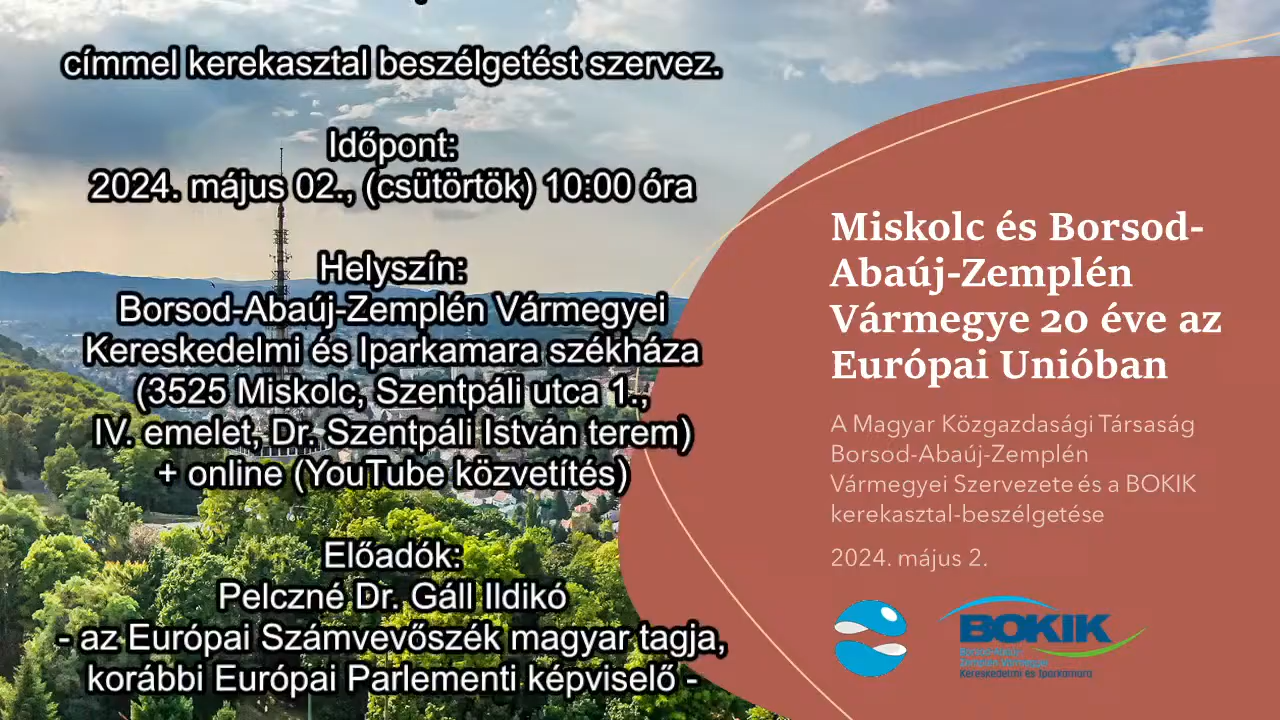 címmel kerekasztal beszélgetést szervez.
Időpont:
2024. május 02., (csütörtök) 10:00 óra
Helyszín:
Borsod-Abaúj-Zemplén Vármegyei
Kereskedelmi és Iparkamara székháza
(3525 Miskolc, Szentpáli utca 1.,
IV. emelet, Dr. Szentpáli István terem)
+ online (YouTube közvetítés)
Előadók:
Pelczné Dr. Gáll Ildikó
- az Európai Számvevőszék magyar tagja,
korábbi Európai Parlementi képviselő -
Miskolc és Borsod-
Abaúj-Zemplén
Vármegye 20 éve az
Európai Unióban
A Magyar Közgazdasági Társaság
Borsod-Abaúj-Zemplén
Vármegyei Szervezete és a BOKIK
kerekasztal-beszélgetése
2024. május 2.
BOKIK
Borsod-Abaúj-
Zemplén Vármegye
Kereskedelmi és Iparkamara